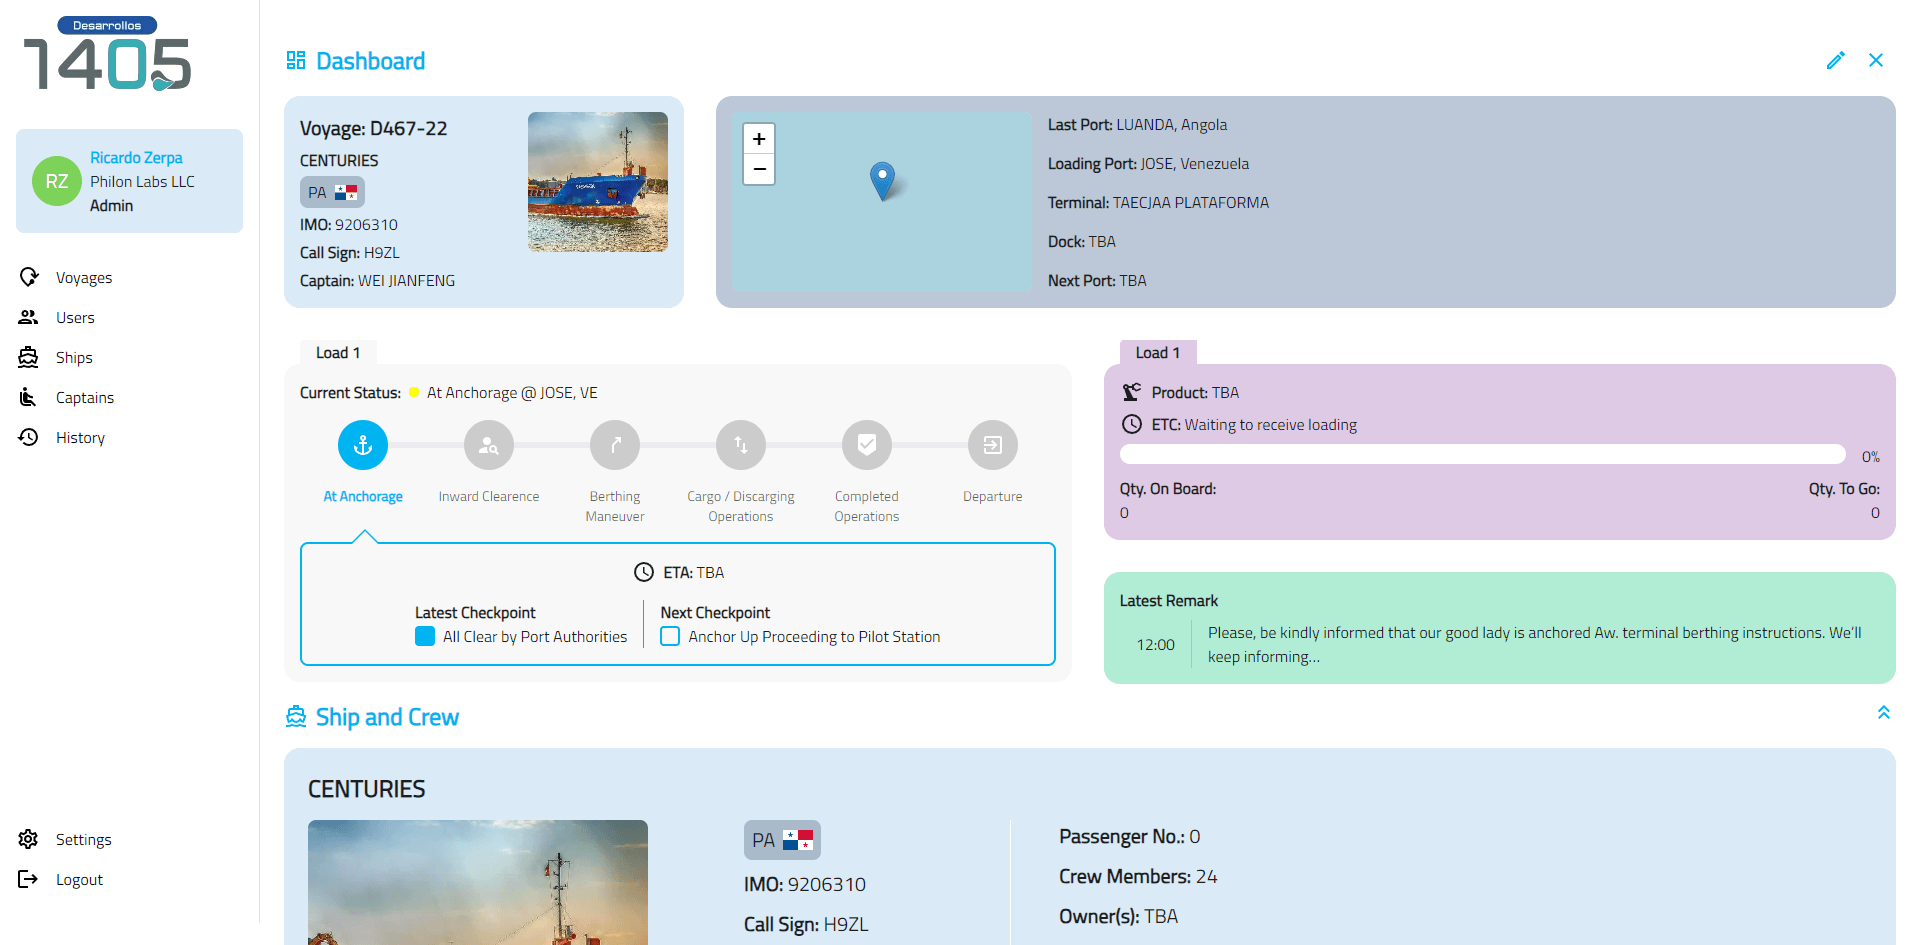 Desarrollos
1405
RZ
Ricardo Zerpa
Philon Labs LLC
Admin
Voyages
Users
Ships
Captains
History
Settings
Logout
Dashboard
Voyage: D467-22
CENTURIES
PA
IMO: 9206310
Call Sign: H9ZL
Captain: WEI JIANFENG
+
−
Last Port: LUANDA, Angola
Loading Port: JOSE, Venezuela
Terminal: TAECJAA PLATAFORMA
Dock: TBA
Next Port: TBA
Load 1
Current Status: At Anchorage @ JOSE, VE
At Anchorage
Inward Clearence
Berthing
Maneuver
Cargo / Discarging
Operations
Completed
Operations
Departure
ETA: TBA
Latest Checkpoint
All Clear by Port Authorities
Next Checkpoint
Anchor Up Proceeding to Pilot Station
Load 1
Product: TBA
ETC: Waiting to receive loading
0%
Qty. On Board:
0
Qty. To Go:
0
Latest Remark
12:00
Please, be kindly informed that our good lady is anchored Aw. terminal berthing instructions. We’ll
keep informing...
Ship and Crew
CENTURIES
PA
IMO: 9206310
Call Sign: H9ZL
Passenger No.: 0
Crew Members: 24
Owner(s): TBA